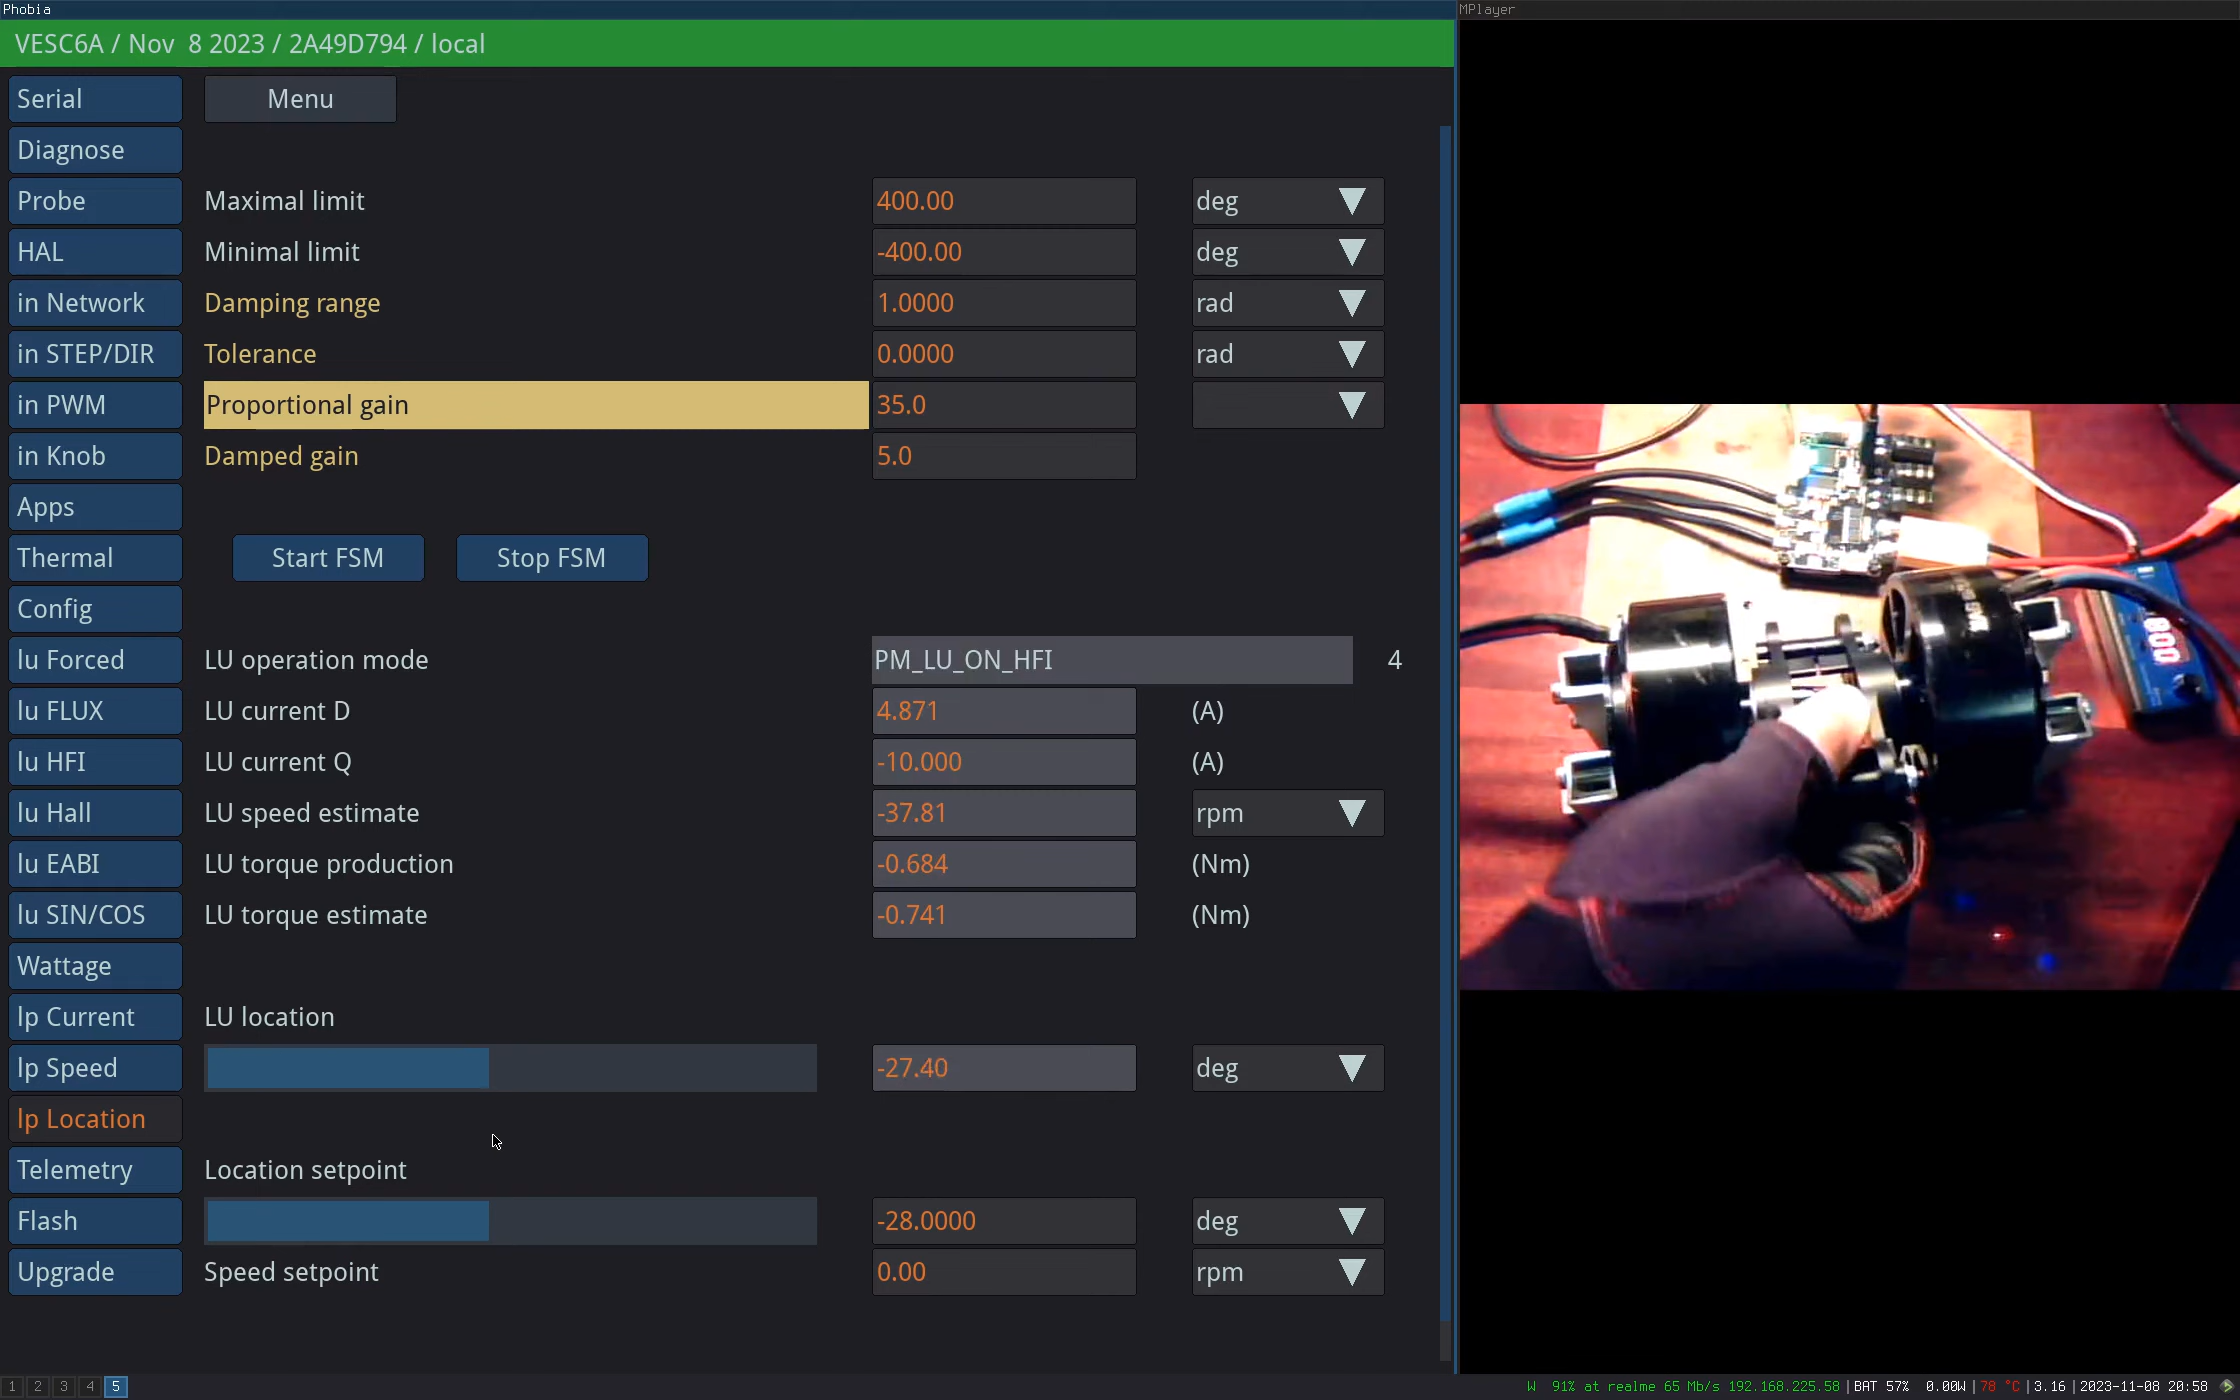 Phobia
MPlayer
VESC6A / Nov  8 2023 / 2A49D794 / local
Serial
Menu
Diagnose
Probe
Maximal limit 400.00 deg
HAL
Minimal limit -400.00 deg
in Network
Damping range 1.0000 rad
in STEP/DIR
Tolerance 0.0000 rad
in PWM
Proportional gain 35.0
in Knob
Damped gain 5.0
Apps
Thermal
Start FSM Stop FSM
Config
lu Forced
LU operation mode PM_LU_ON_HFI 4
lu FLUX
LU current D 4.871 (A)
lu HFI
LU current Q -10.000 (A)
lu Hall
LU speed estimate -37.81 rpm
lu EABI
LU torque production -0.684 (Nm)
lu SIN/COS
LU torque estimate -0.741 (Nm)
Wattage
lp Current
LU location
lp Speed
-27.40 deg
lp Location
Telemetry
Location setpoint
Flash
-28.0000 deg
Upgrade
Speed setpoint 0.00 rpm
1 2 3 4 5
W  91% at realme 65 Mb/s 192.168.225.58 |BAT 57%  0.00W|78 °C|3.16|2023-11-08 20:58